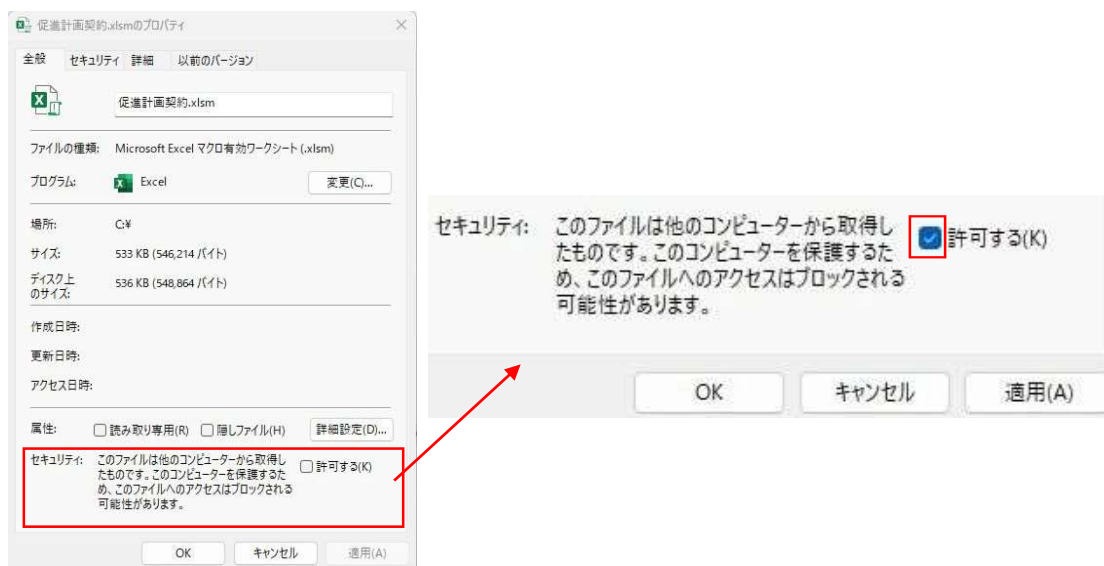 促進計画契約.xlsmのプロパティ
全般 セキュリティ 詳細 以前のバージョン
促進計画契約.xlsm
ファイルの種類: Microsoft Excel マクロ有効ワークシート (.xlsm)
プログラム: Excel 変更(C)...
場所: C:¥
サイズ: 533 KB (546,214 バイト)
ディスク上
のサイズ: 536 KB (548,864 バイト)
作成日時:
更新日時:
アクセス日時:
属性: 読み取り専用(R) 隠しファイル(H) 詳細設定(D)...
セキュリティ: このファイルは他のコンピューターから取得し 許可する(K)
たものです。このコンピューターを保護するた
め、このファイルへのアクセスはブロックされる
可能性があります。
OK キャンセル 適用(A)
セキュリティ: このファイルは他のコンピューターから取得し 許可する(K)
たものです。このコンピューターを保護するた
め、このファイルへのアクセスはブロックされる
可能性があります。
OK キャンセル 適用(A)